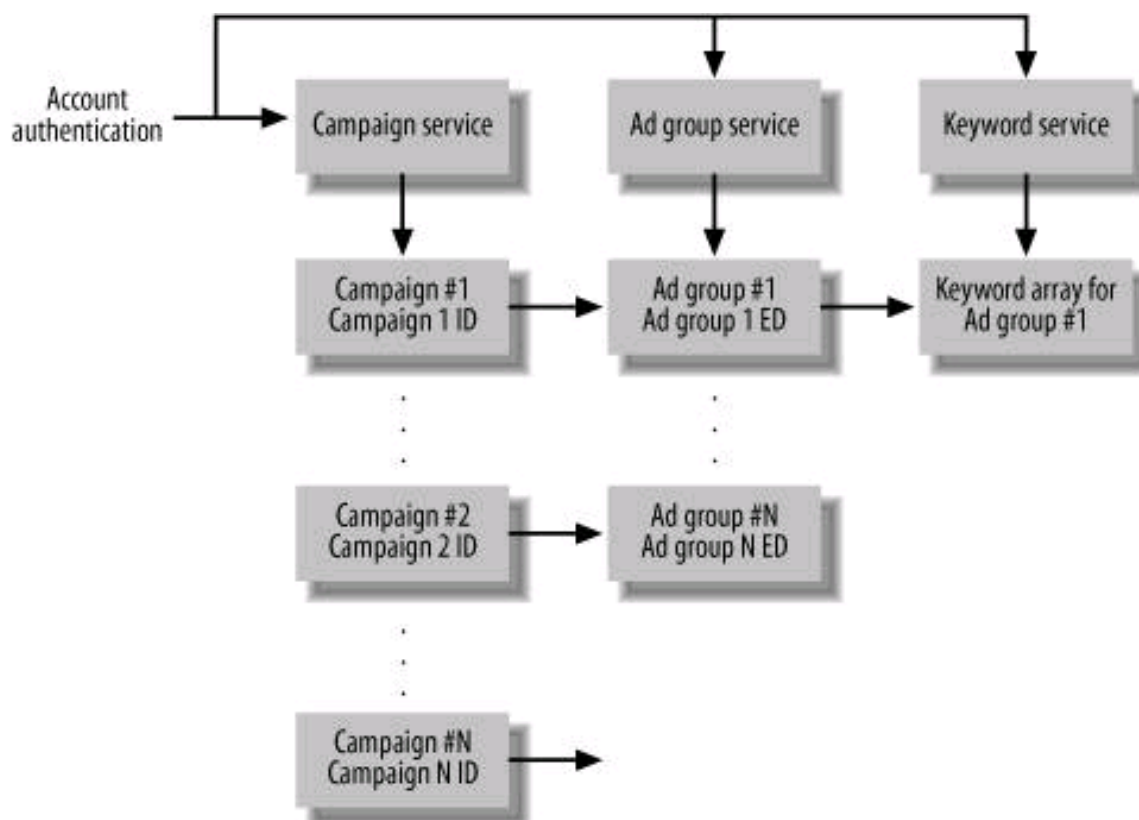 Account
authentication
Campaign service
Ad group service
Keyword service
Campaign #1
Campaign 1 ID
Ad group #1
Ad group 1 ED
Keyword array for
Ad group #1
Campaign #2
Campaign 2 ID
Ad group #N
Ad group N ED
Campaign #N
Campaign N ID